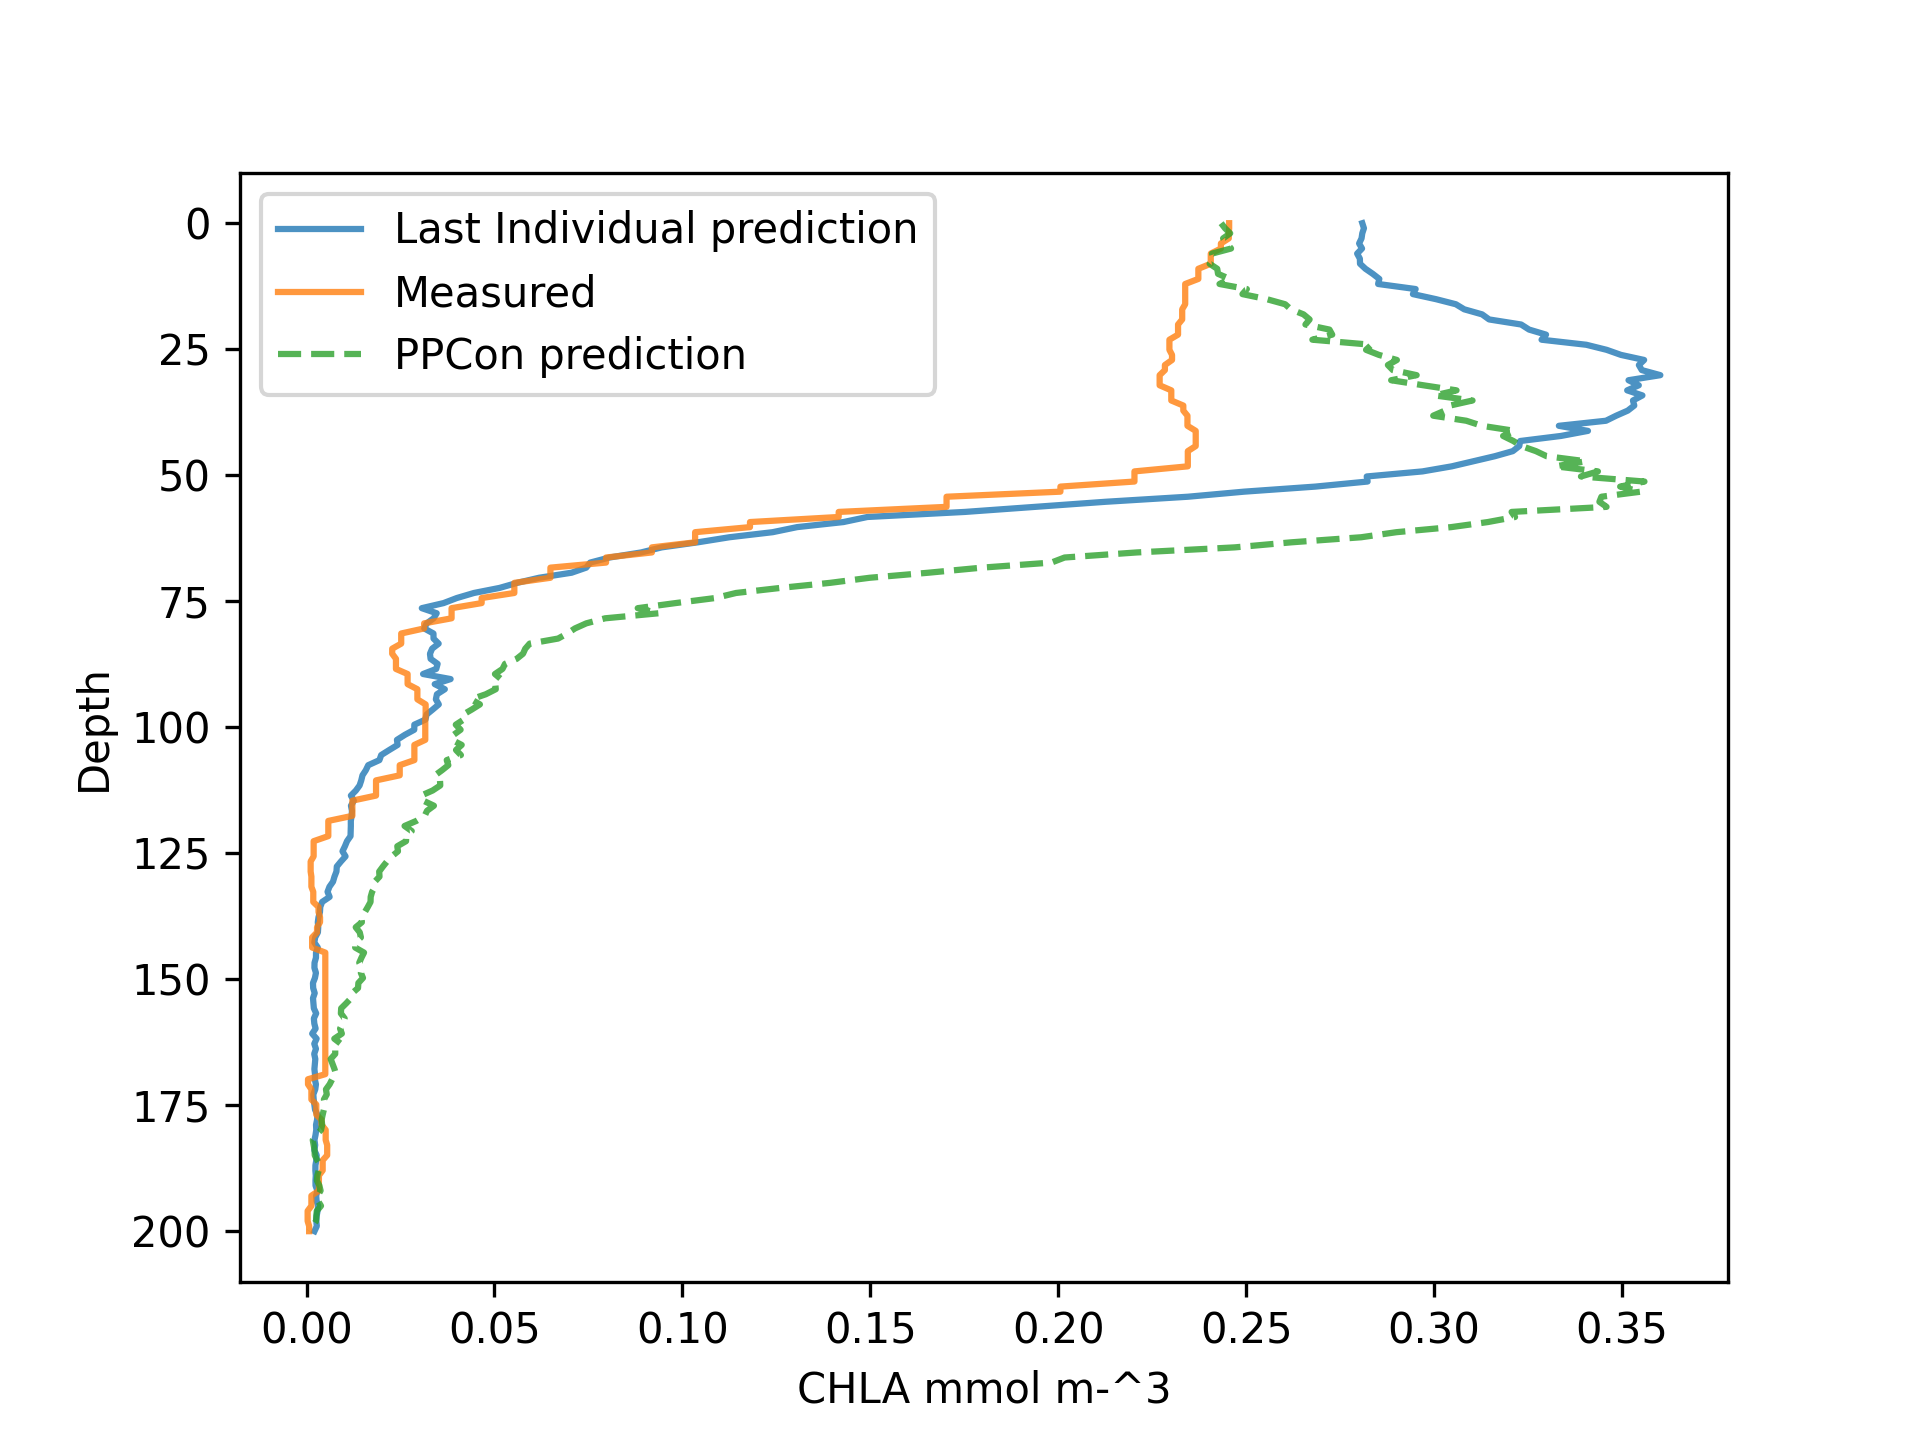 Last Individual prediction
Measured
PPCon prediction
0
25
50
75
100
125
150
175
200
Depth
0.00 0.05 0.10 0.15 0.20 0.25 0.30 0.35
CHLA mmol m-^3